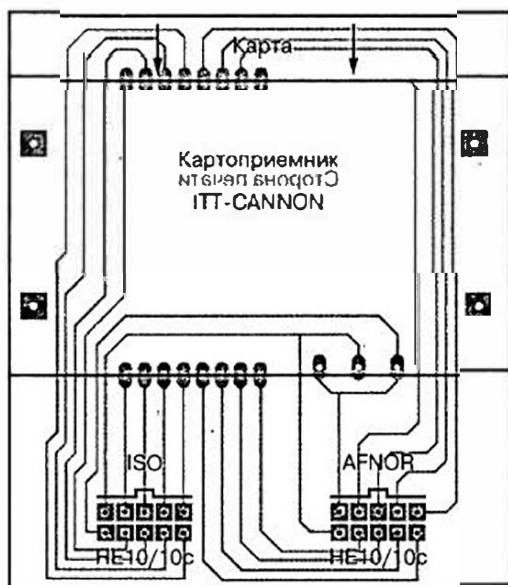 Карта
Картоприемник
Сторона печати
ITT-CANNON
ISO
AFNOR
HE10/10c
HE10/10c